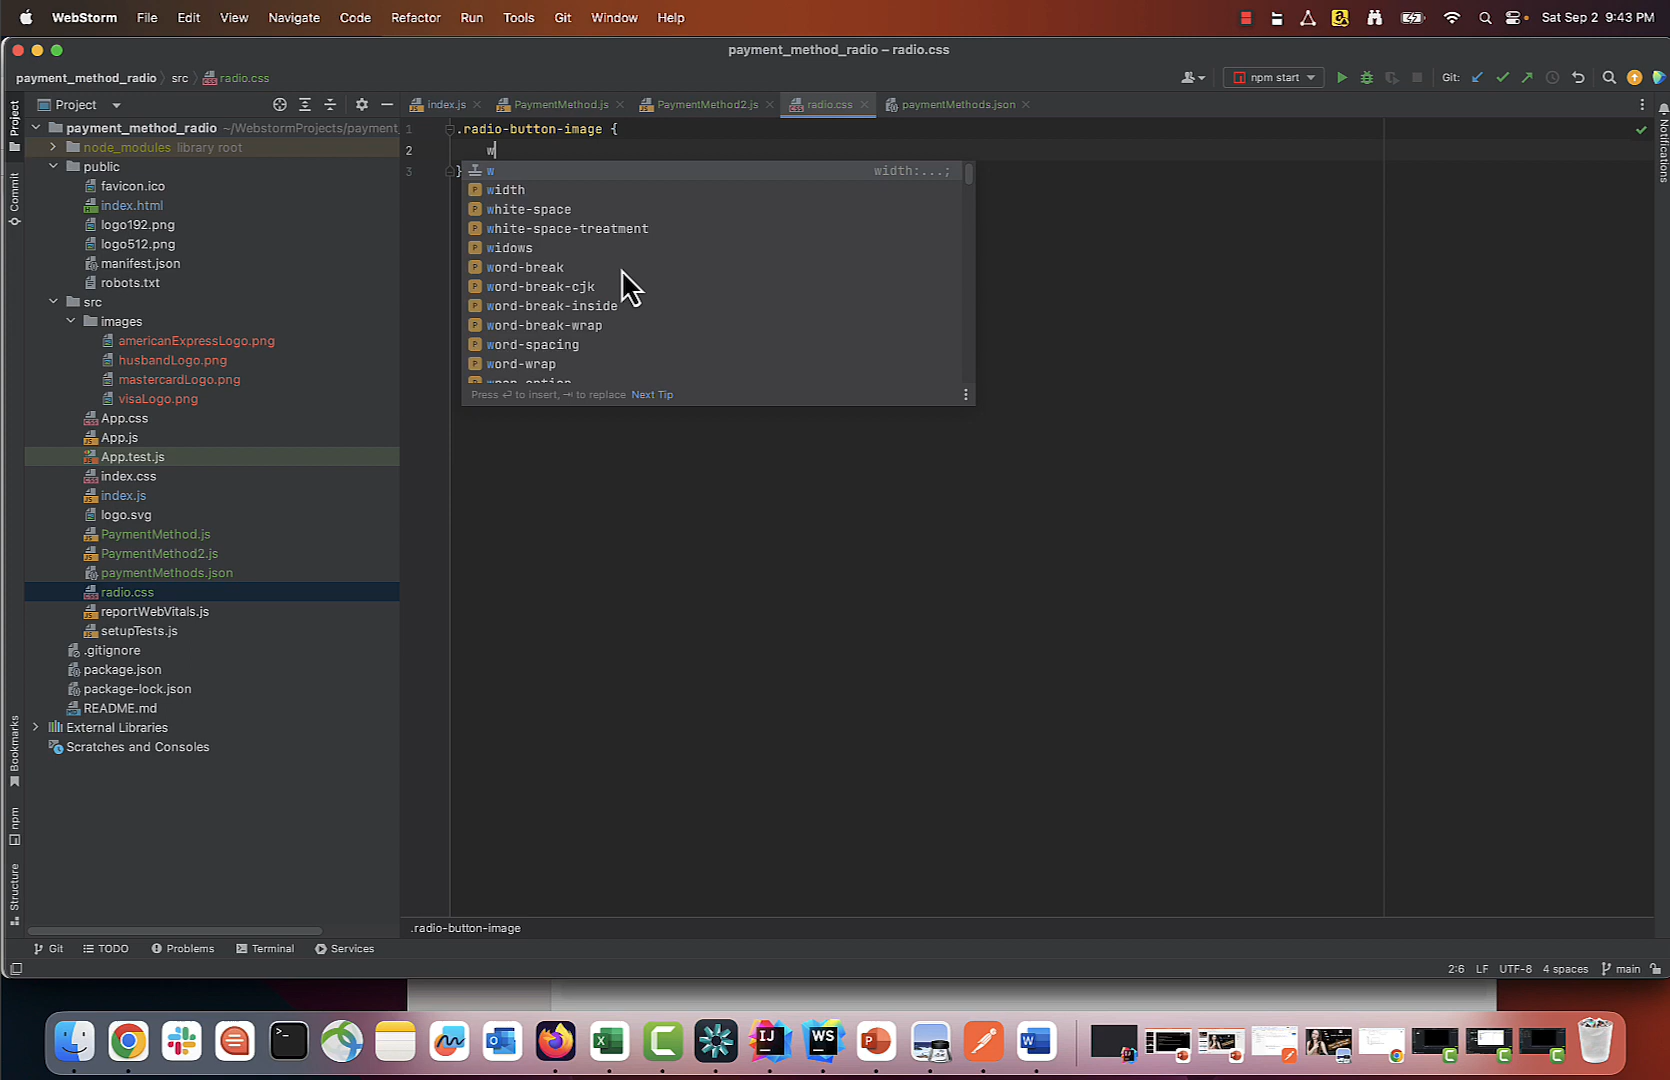 WebStorm File Edit View Navigate Code Refactor Run Tools Git Window Help Sat Sep 2 9:43 PM
payment_method_radio – radio.css
payment_method_radio src radio.css npm start Git:
Project index.js PaymentMethod.js PaymentMethod2.js radio.css paymentMethods.json
Project
Commit
Bookmarks
npm
Structure
Notifications
payment_method_radio ~/WebstormProjects/payment_
node_modules library root
public
favicon.ico
index.html
logo192.png
logo512.png
manifest.json
robots.txt
src
images
americanExpressLogo.png
husbandLogo.png
mastercardLogo.png
visaLogo.png
App.css
App.js
App.test.js
index.css
index.js
logo.svg
PaymentMethod.js
PaymentMethod2.js
paymentMethods.json
radio.css
reportWebVitals.js
setupTests.js
.gitignore
package.json
package-lock.json
README.md
External Libraries
Scratches and Consoles
1 .radio-button-image {
2 w
3 }
w width:...;
width
white-space
white-space-treatment
widows
word-break
word-break-cjk
word-break-inside
word-break-wrap
word-spacing
word-wrap
wrap-option
Press ⏎ to insert, ⇥ to replace Next Tip
.radio-button-image
Git TODO Problems Terminal Services
2:6 LF UTF-8 4 spaces main